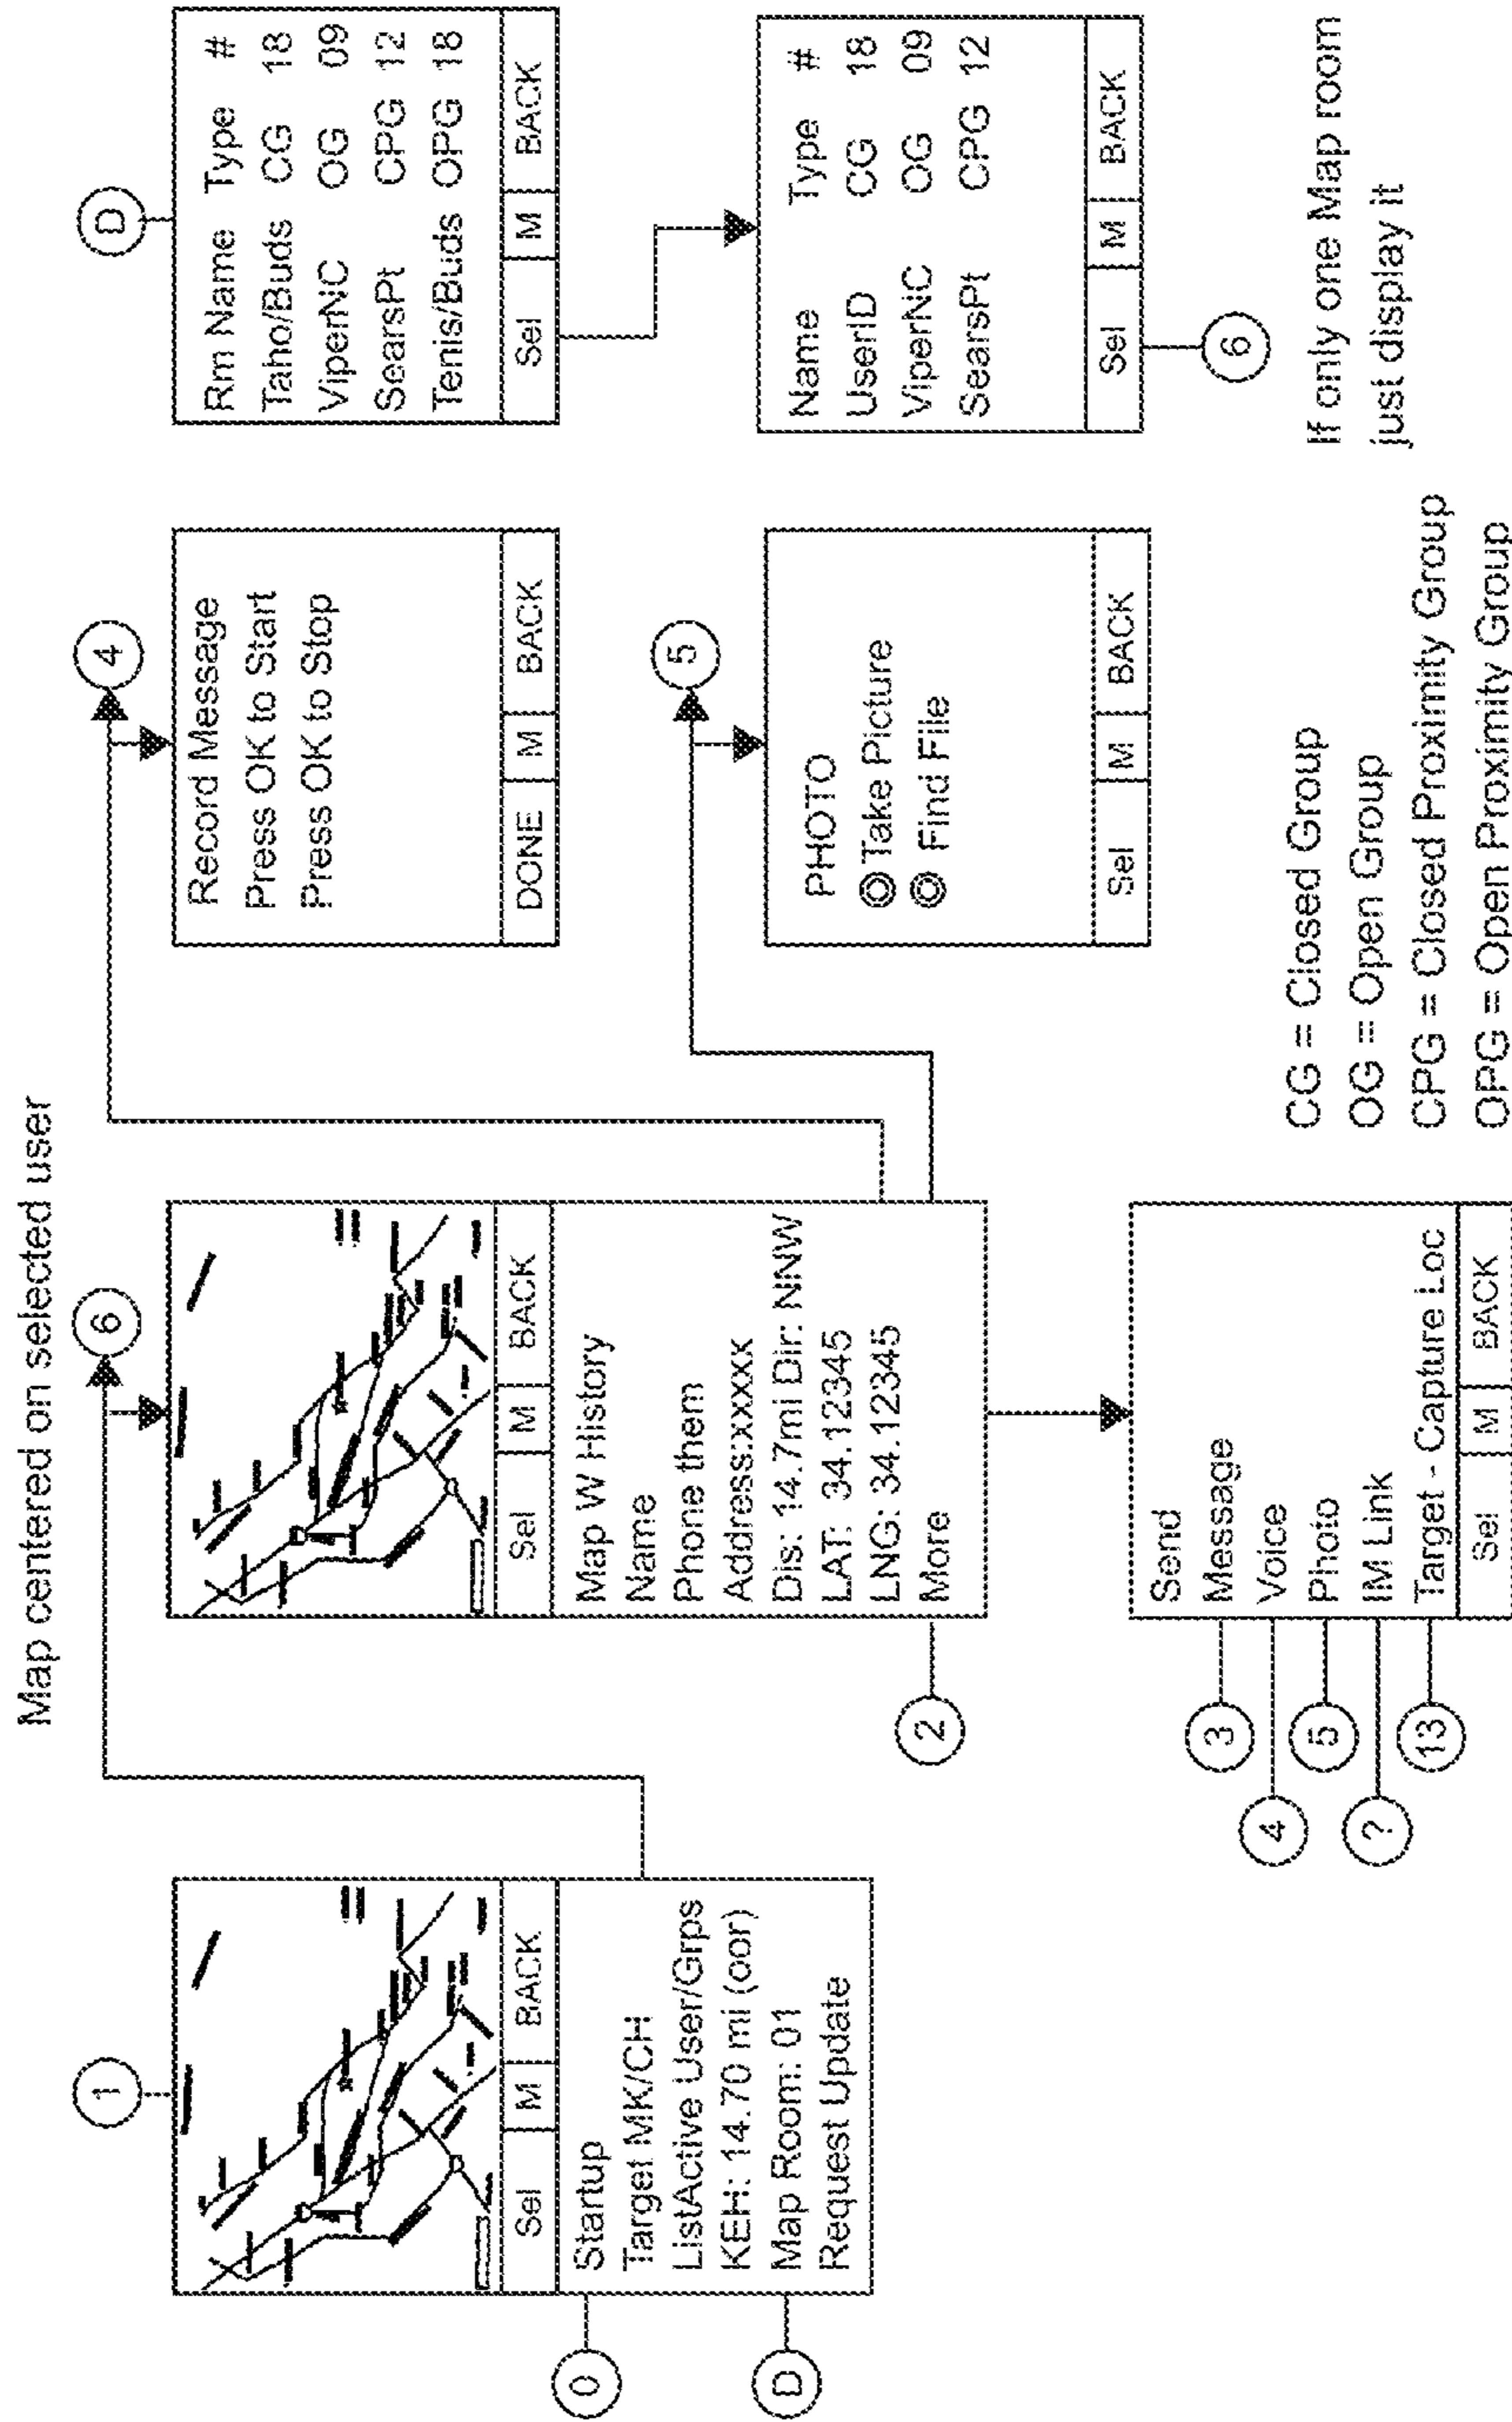 Map centered on selected user
1
Sel M BACK
Startup
Target MK/CH
ListActive User/Grps
KEH: 14.70 mi (oor)
Map Room: 01
Request Update
0
D
6
Sel M BACK
Map W History
Name
Phone them
Address:xxxxx
Dis: 14.7mi Dir: NNW
LAT: 34.12345
LNG: 34.12345
More
2
Send
Message
Voice
Photo
IM Link
Target - Capture Loc
Sel M BACK
3
4
5
?
13
4
Record Message
Press OK to Start
Press OK to Stop
DONE M BACK
5
PHOTO
Take Picture
Find File
Sel M BACK
CG = Closed Group
OG = Open Group
CPG = Closed Proximity Group
OPG = Open Proximity Group
D
Rm Name Type #
Taho/Buds CG 18
ViperNC OG 09
SearsPt CPG 12
Tenis/Buds OPG 18
Sel M BACK
Name Type #
UserID CG 18
ViperNC OG 09
SearsPt CPG 12
Sel M BACK
6
If only one Map room
just display it